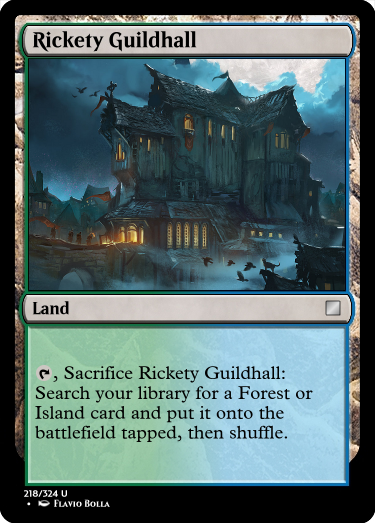 Rickety Guildhall
Land
, Sacrifice Rickety Guildhall:
Search your library for a Forest or
Island card and put it onto the
battlefield tapped, then shuffle.
218/324 U
• Flavio Bolla